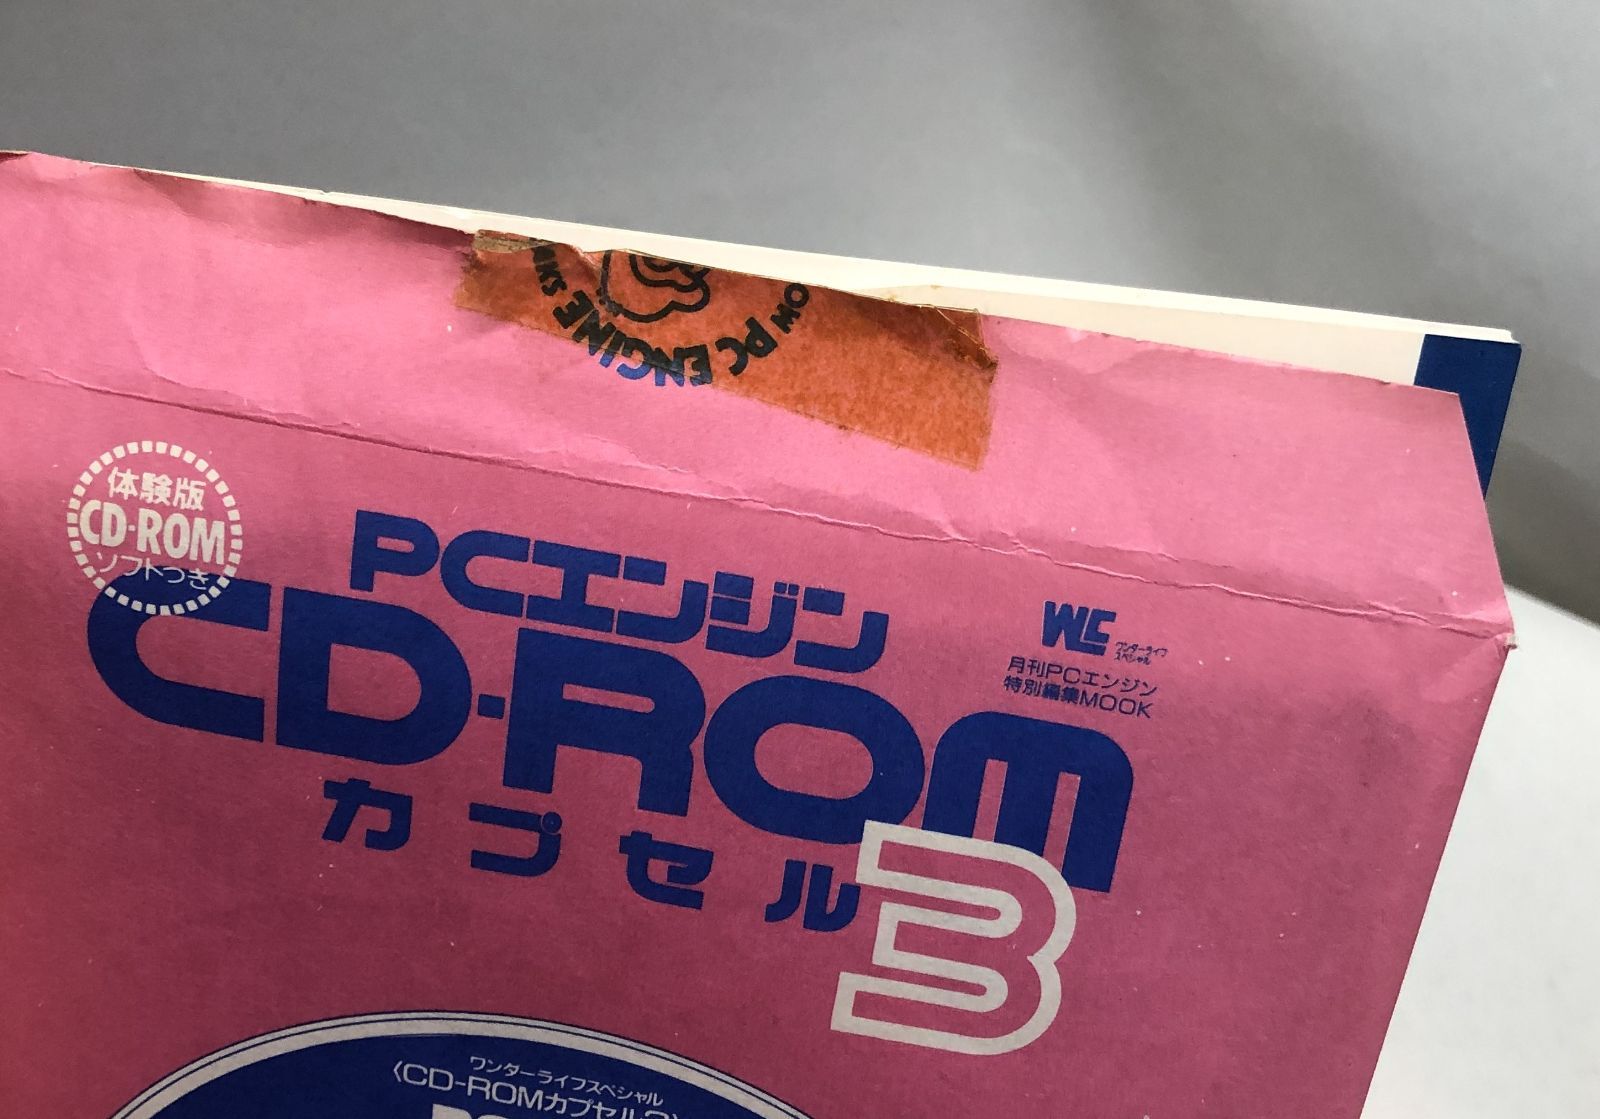 PC ENGINE
体験版
CD-ROM
ソフトつき
PCエンジン
CD-ROM
カプセル3
WL
ワンダーライフ
スペシャル
月刊PCエンジン
特別編集MOOK
ワンダーライフスペシャル
〈CD-ROMカプセル3〉